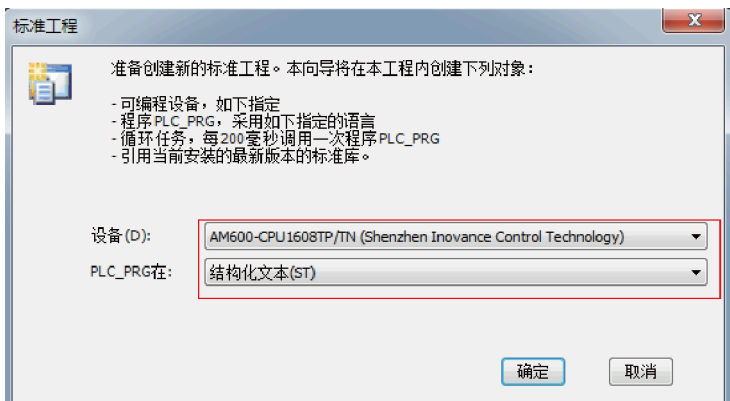 标准工程
准备创建新的标准工程。本向导将在本工程内创建下列对象：
- 可编程设备，如下指定
- 程序PLC_PRG，采用如下指定的语言
- 循环任务，每200毫秒调用一次程序PLC_PRG
- 引用当前安装的最新版本的标准库。
设备(D): AM600-CPU1608TP/TN (Shenzhen Inovance Control Technology)
PLC_PRG在: 结构化文本(ST)
确定 取消